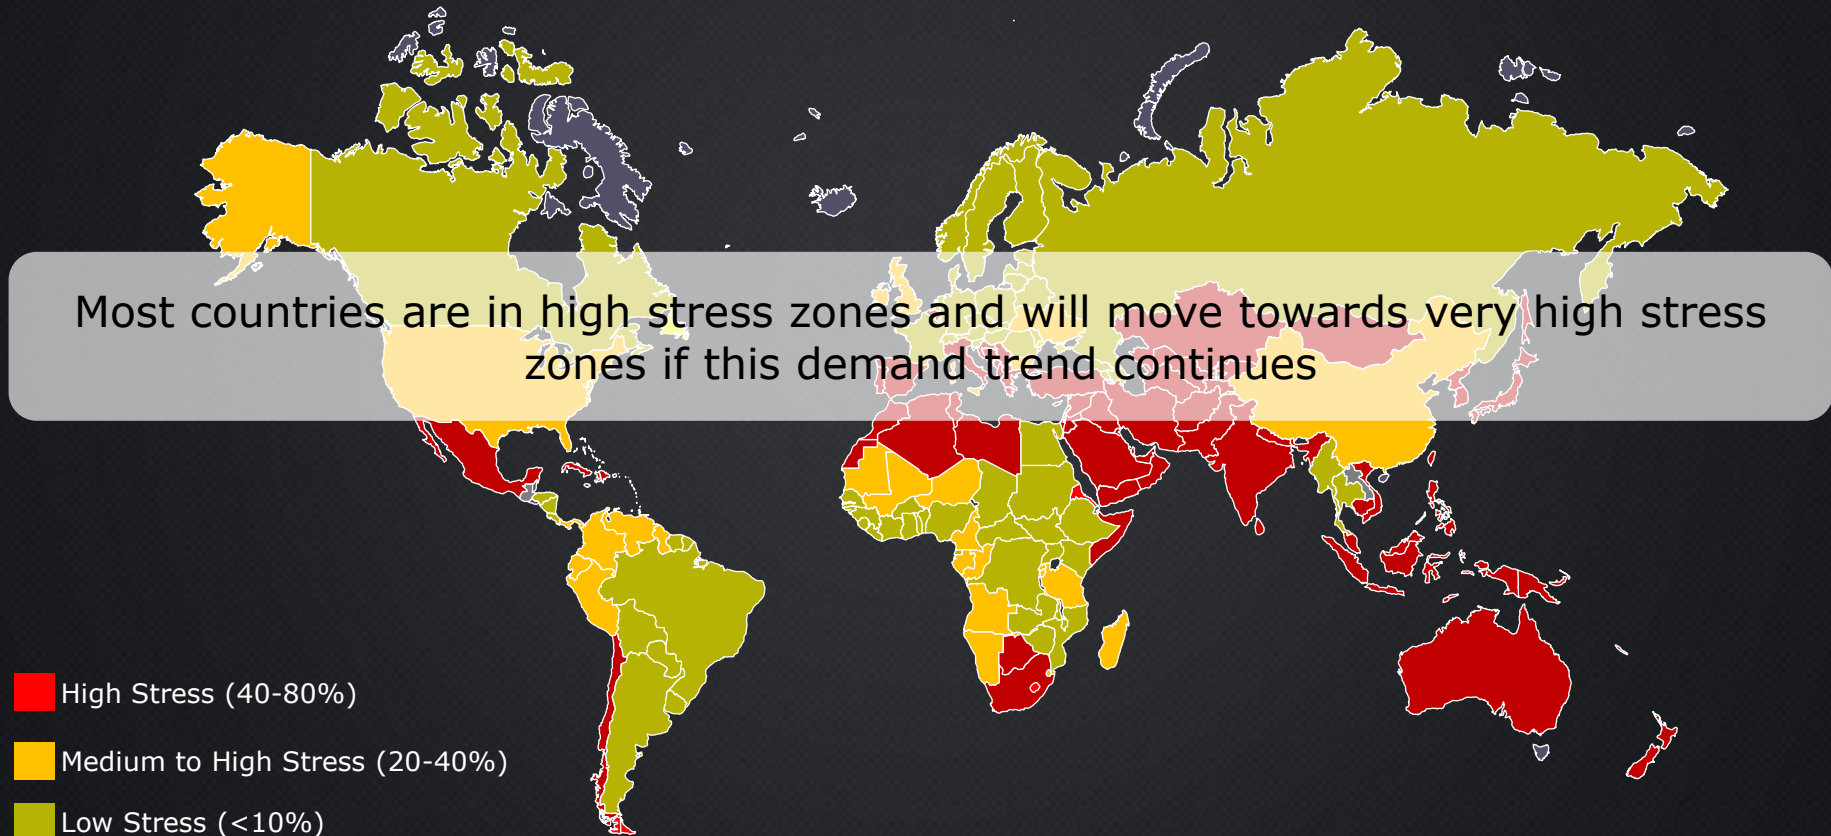 Most countries are in high stress zones and will move towards very high stress
zones if this demand trend continues
High Stress (40-80%)
Medium to High Stress (20-40%)
Low Stress (<10%)